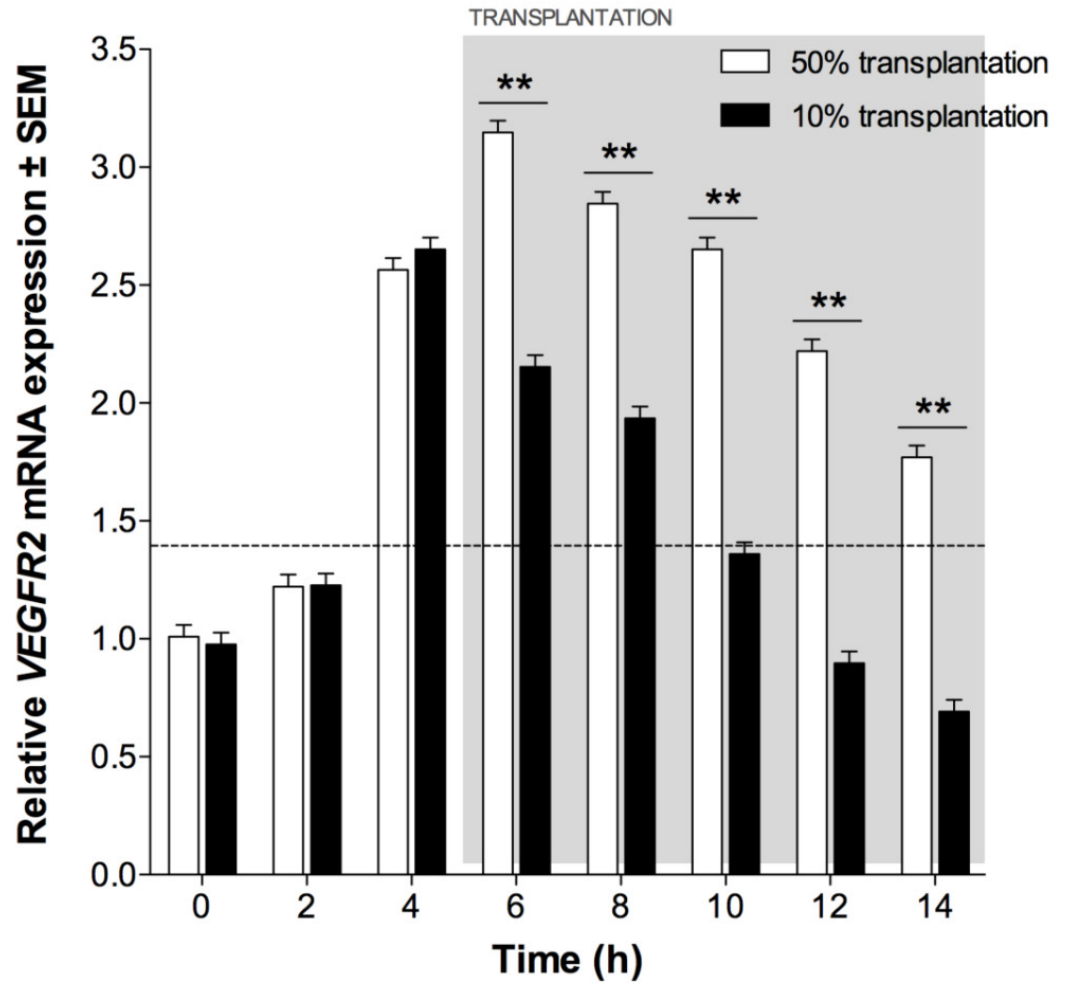 TRANSPLANTATION
50% transplantation
10% transplantation
3.5
3.0
2.5
2.0
1.5
1.0
0.5
0.0
Relative VEGFR2 mRNA expression ± SEM
**
**
**
**
**
0 2 4 6 8 10 12 14
Time (h)